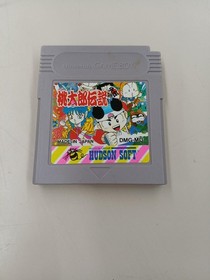 桃太郎伝説
MADE IN JAPAN
HUDSON SOFT